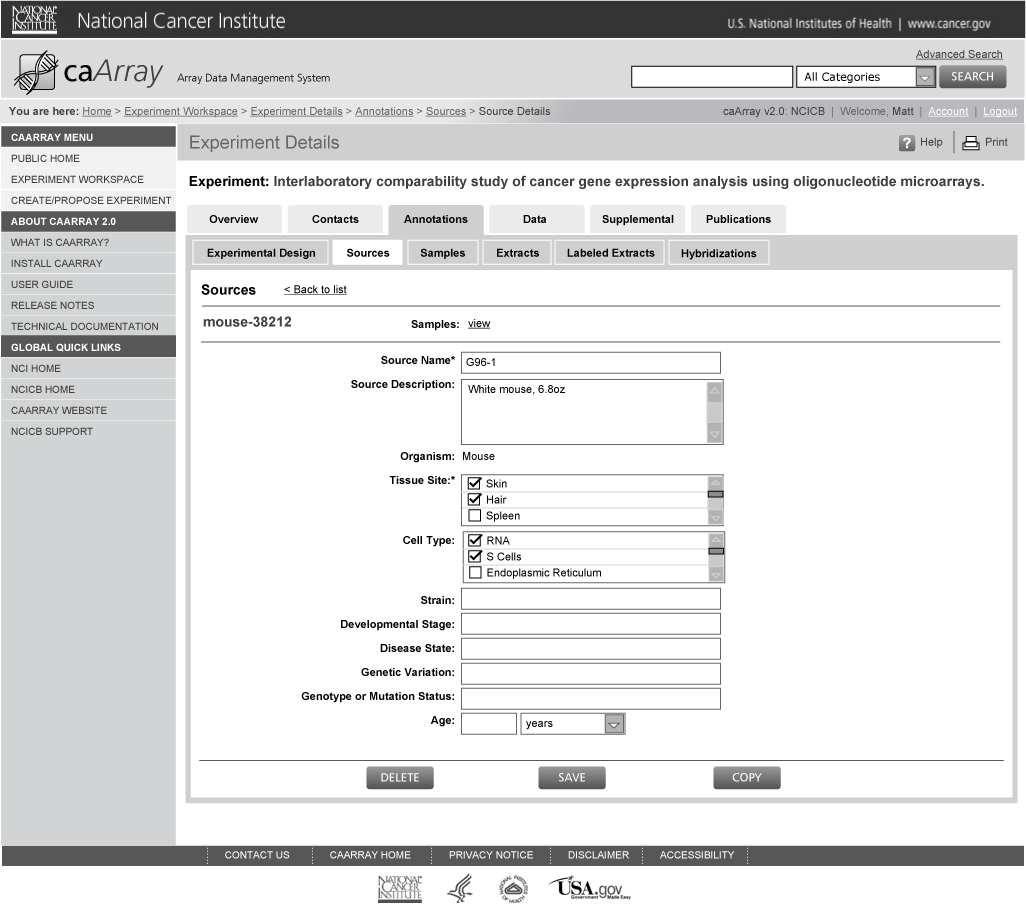 NATIONAL CANCER INSTITUTE
National Cancer Institute
U.S. National Institutes of Health | www.cancer.gov
caArray Array Data Management System
Advanced Search
All Categories SEARCH
You are here: Home > Experiment Workspace > Experiment Details > Annotations > Sources > Source Details
caArray v2.0: NCICB | Welcome, Matt | Account | Logout
CAARRAY MENU
PUBLIC HOME
EXPERIMENT WORKSPACE
CREATE/PROPOSE EXPERIMENT
ABOUT CAARRAY 2.0
WHAT IS CAARRAY?
INSTALL CAARRAY
USER GUIDE
RELEASE NOTES
TECHNICAL DOCUMENTATION
GLOBAL QUICK LINKS
NCI HOME
NCICB HOME
CAARRAY WEBSITE
NCICB SUPPORT
Experiment Details
? Help | Print
Experiment: Interlaboratory comparability study of cancer gene expression analysis using oligonucleotide microarrays.
Overview Contacts Annotations Data Supplemental Publications
Experimental Design Sources Samples Extracts Labeled Extracts Hybridizations
Sources < Back to list
mouse-38212 Samples: view
Source Name* G96-1
Source Description: White mouse, 6.8oz
Organism: Mouse
Tissue Site:* Skin
Hair
Spleen
Cell Type: RNA
S Cells
Endoplasmic Reticulum
Strain:
Developmental Stage:
Disease State:
Genetic Variation:
Genotype or Mutation Status:
Age: years
DELETE SAVE COPY
CONTACT US CAARRAY HOME PRIVACY NOTICE DISCLAIMER ACCESSIBILITY
NATIONAL CANCER INSTITUTE
USA.gov
Government Made Easy